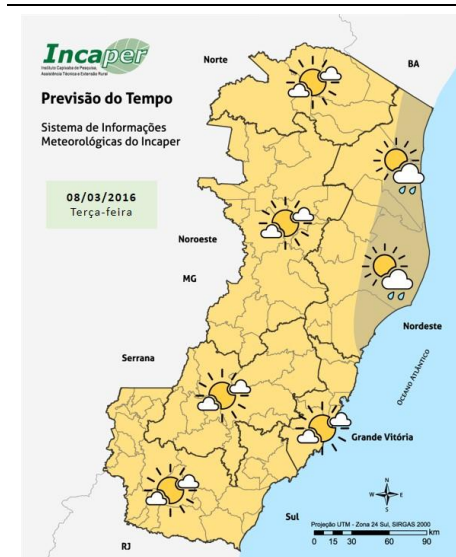 Incaper
Instituto Capixaba de Pesquisa,
Assistência Técnica e Extensão Rural
Previsão do Tempo
Sistema de Informações
Meteorológicas do Incaper
08/03/2016
Terça-feira
Norte
BA
Noroeste
MG
Nordeste
Serrana
OCEANO ATLÂNTICO
Grande Vitória
Sul
RJ
N
W
E
S
Projeção UTM - Zona 24 Sul, SIRGAS 2000
0 15 30 60 90 km